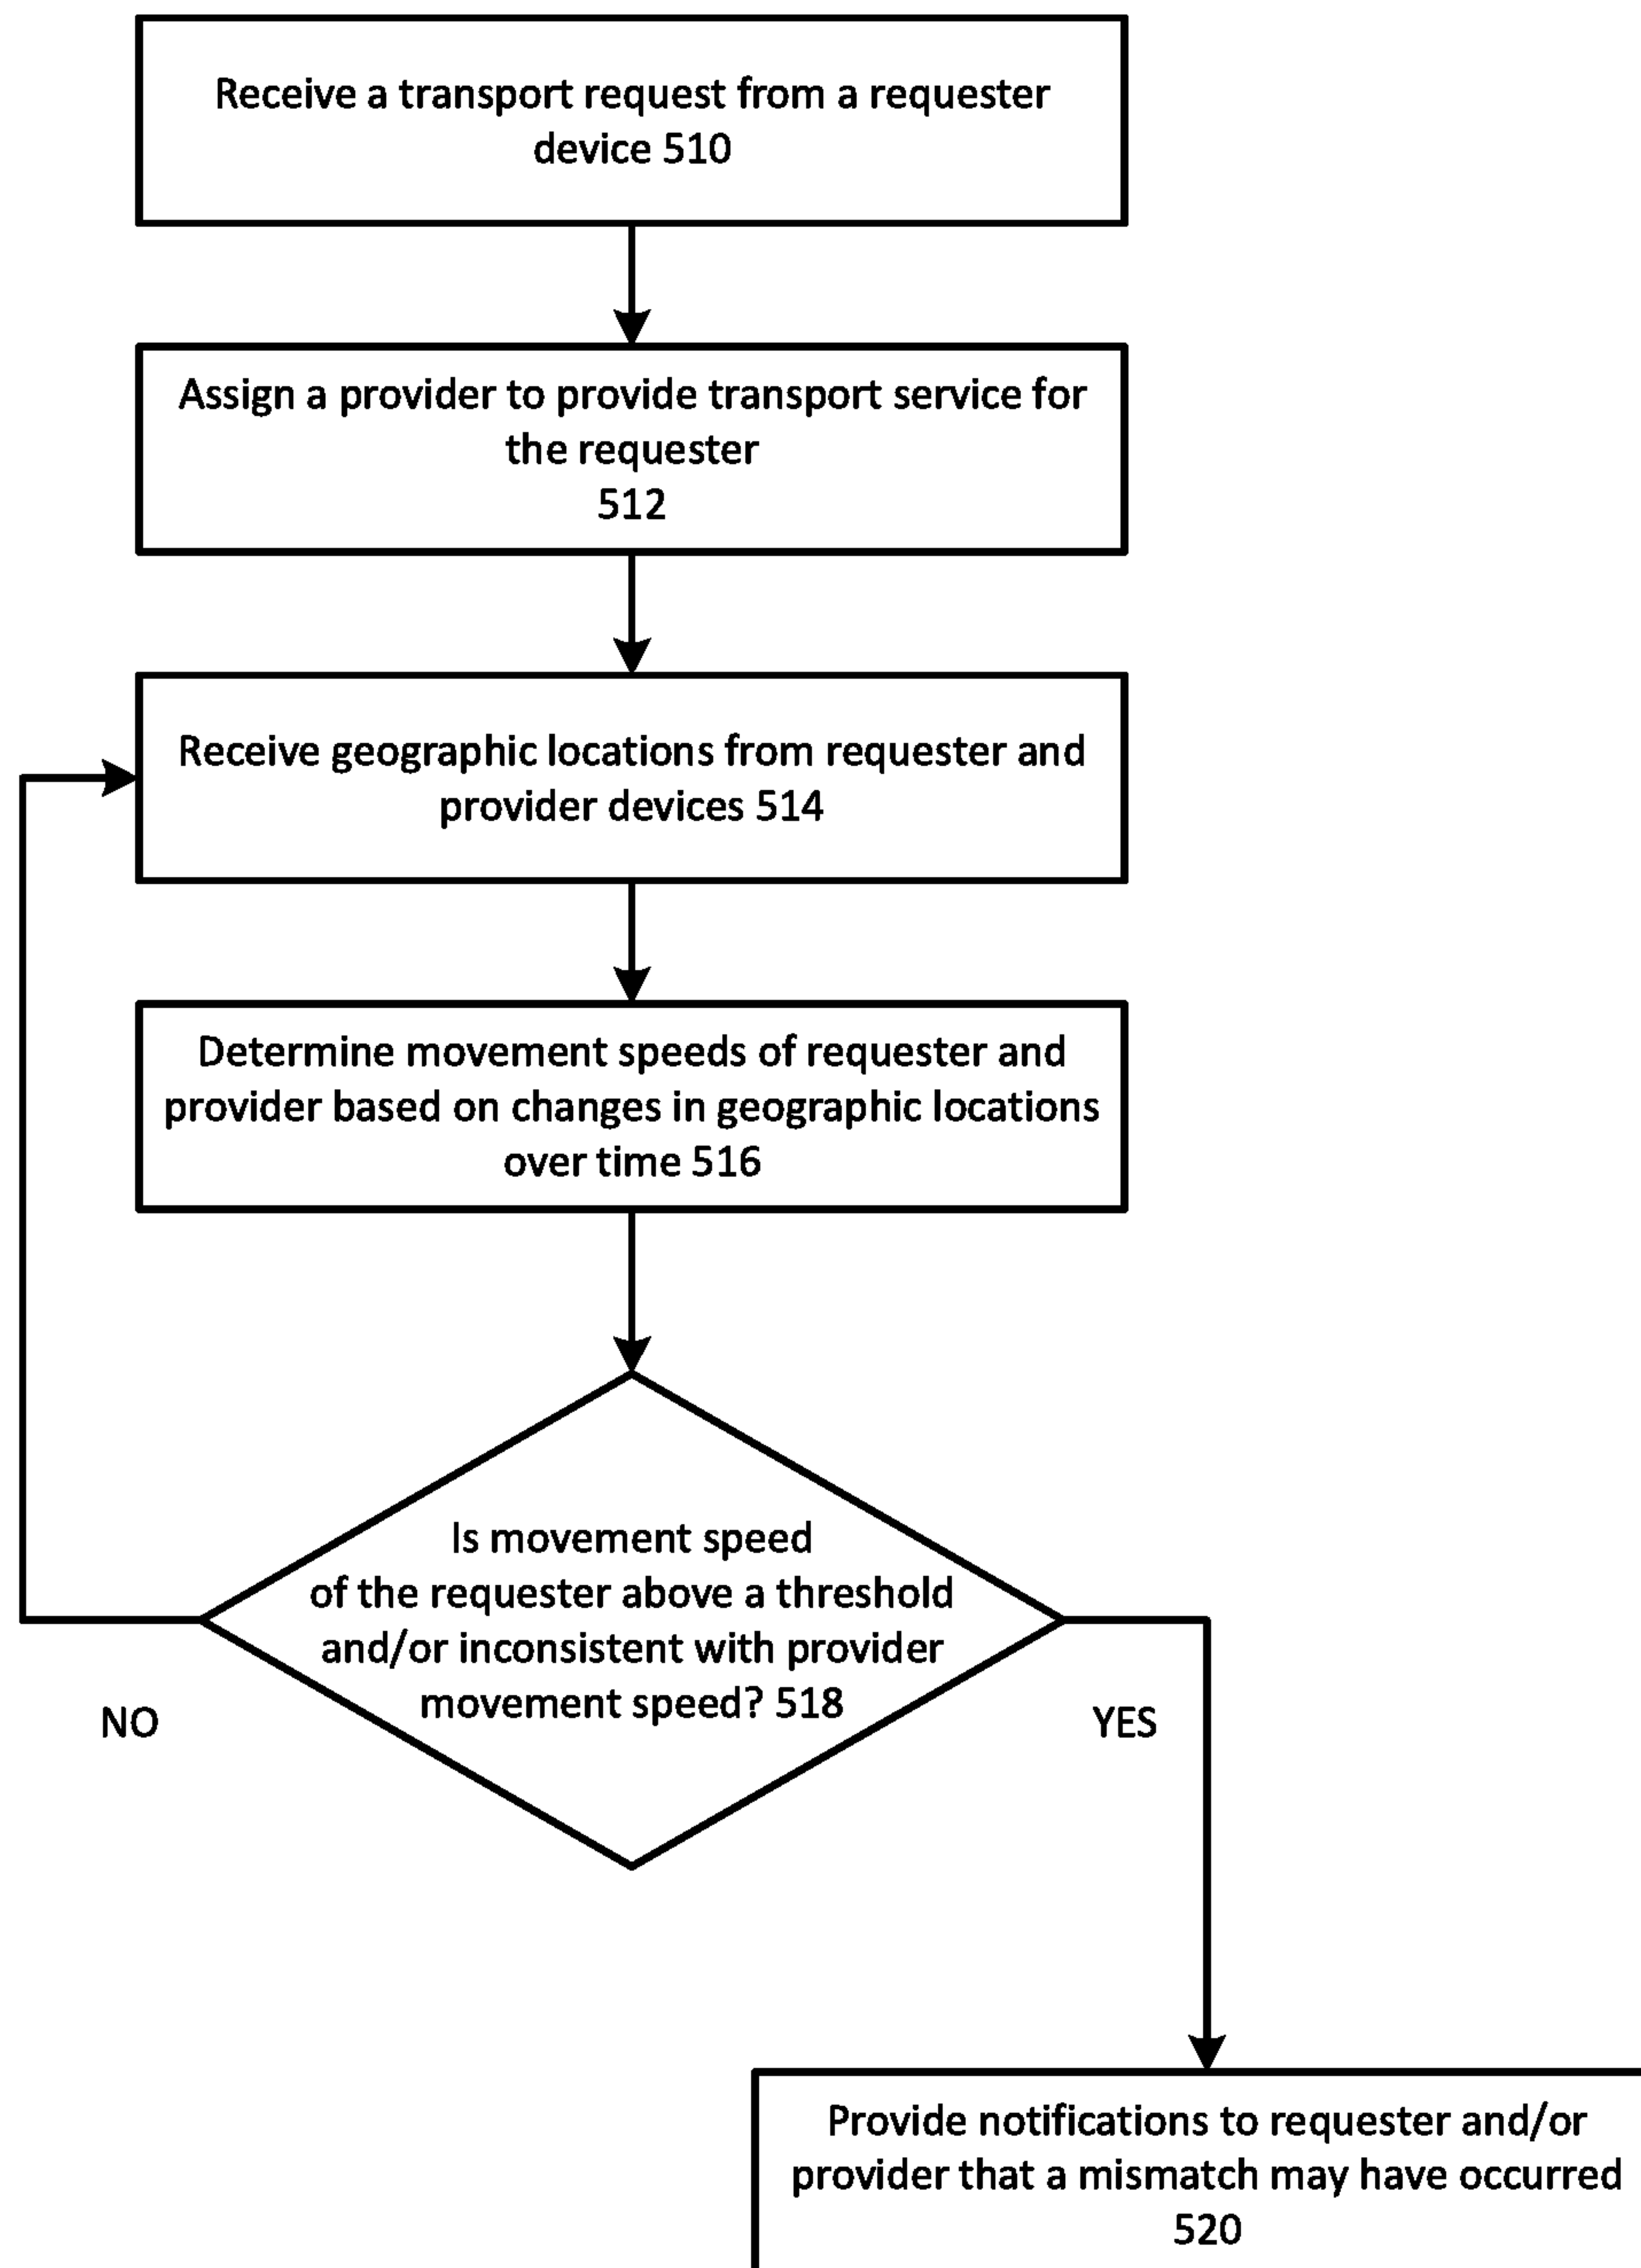 Receive a transport request from a requester
device 510
Assign a provider to provide transport service for
the requester
512
Receive geographic locations from requester and
provider devices 514
Determine movement speeds of requester and
provider based on changes in geographic locations
over time 516
Is movement speed
of the requester above a threshold
and/or inconsistent with provider
movement speed? 518
NO
YES
Provide notifications to requester and/or
provider that a mismatch may have occurred
520